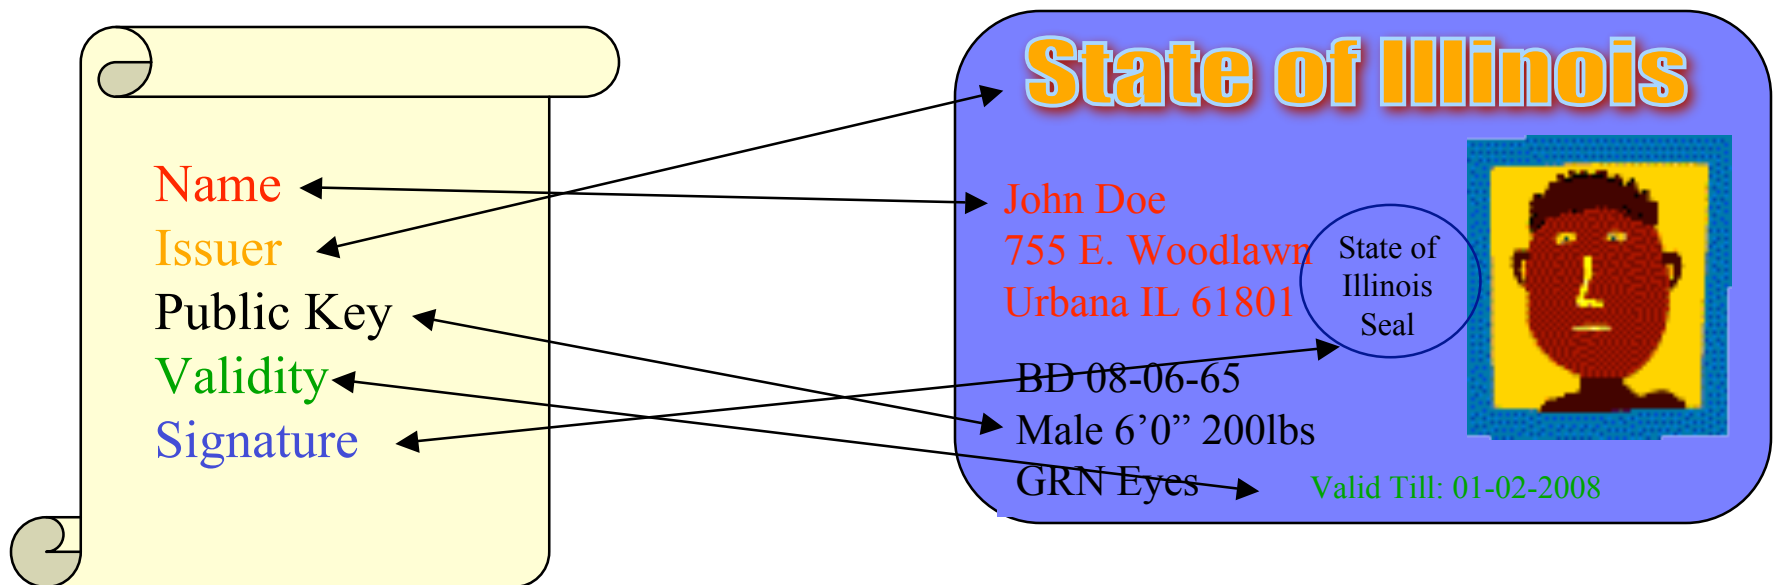 Name
Issuer
Public Key
Validity
Signature
State of Illinois
John Doe
755 E. Woodlawn
Urbana IL 61801
State of
Illinois
Seal
BD 08-06-65
Male 6’0” 200lbs
GRN Eyes
Valid Till: 01-02-2008